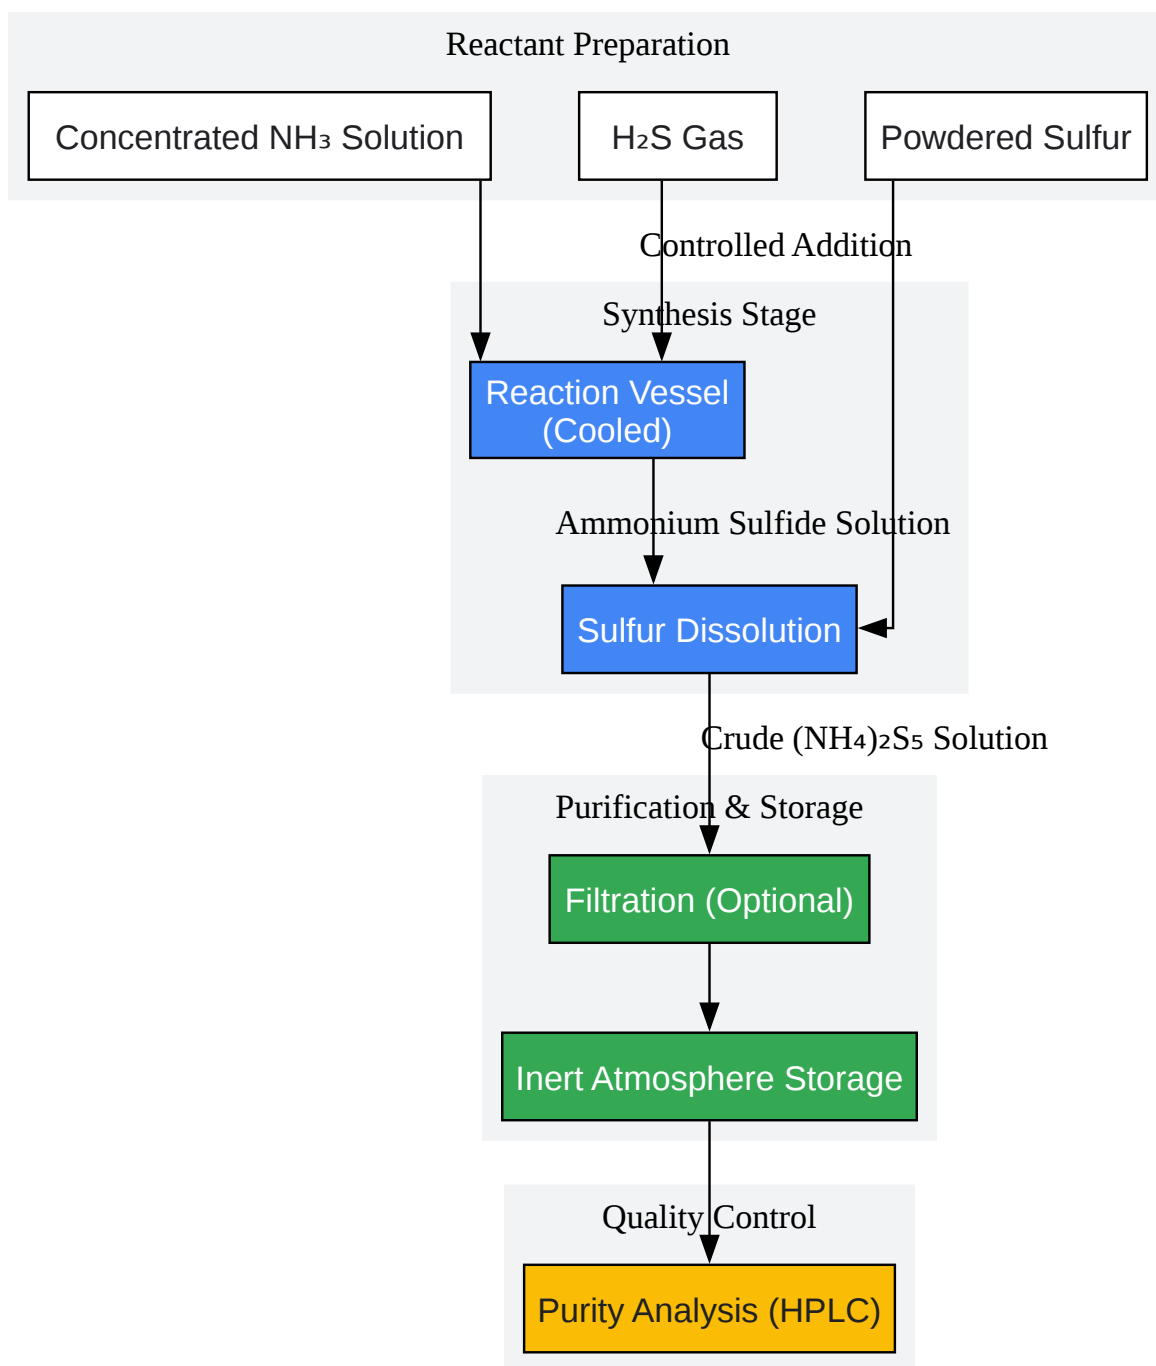 Reactant Preparation
Concentrated NH₃ Solution
H₂S Gas
Powdered Sulfur
Controlled Addition
Synthesis Stage
Reaction Vessel
(Cooled)
Ammonium Sulfide Solution
Sulfur Dissolution
Crude (NH₄)₂S₅ Solution
Purification & Storage
Filtration (Optional)
Inert Atmosphere Storage
Quality Control
Purity Analysis (HPLC)